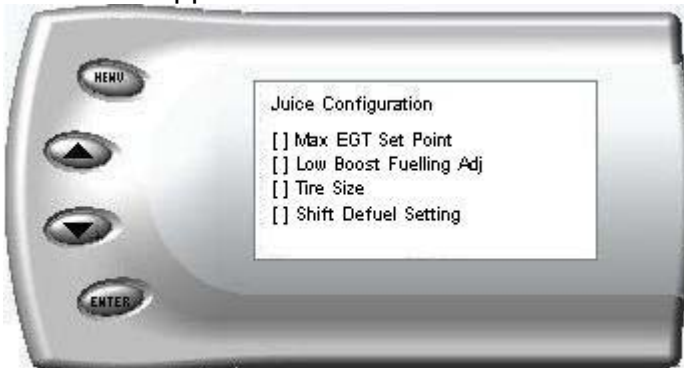 MENU
Juice Configuration
[ ] Max EGT Set Point
[ ] Low Boost Fuelling Adj
[ ] Tire Size
[ ] Shift Defuel Setting
ENTER